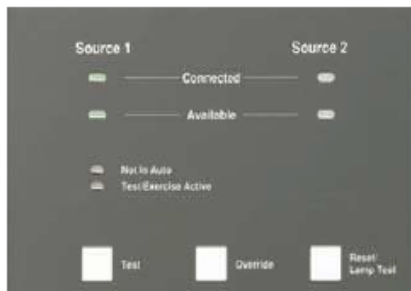 Source 1 Source 2
Connected
Available
Not In Auto
Test/Exercise Active
Test
Override
Reset/
Lamp Test